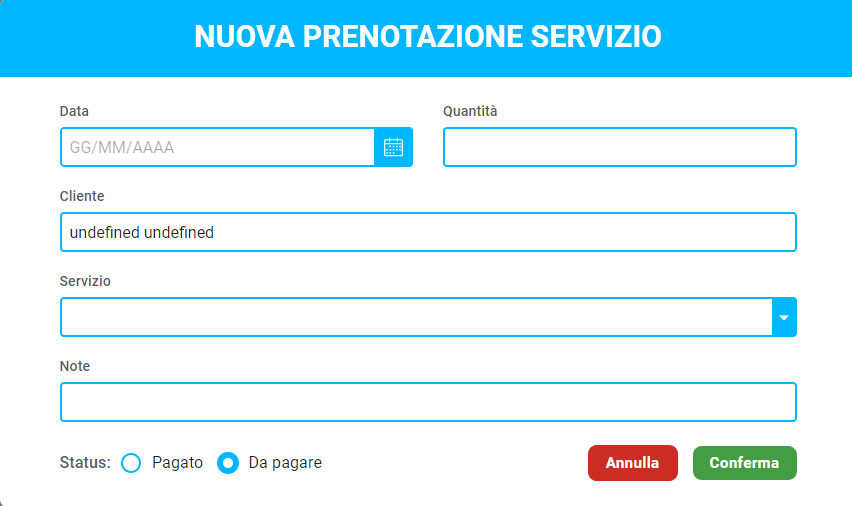 NUOVA PRENOTAZIONE SERVIZIO
Data
Quantità
GG/MM/AAAA
Cliente
undefined undefined
Servizio
Note
Status: Pagato Da pagare Annulla Conferma